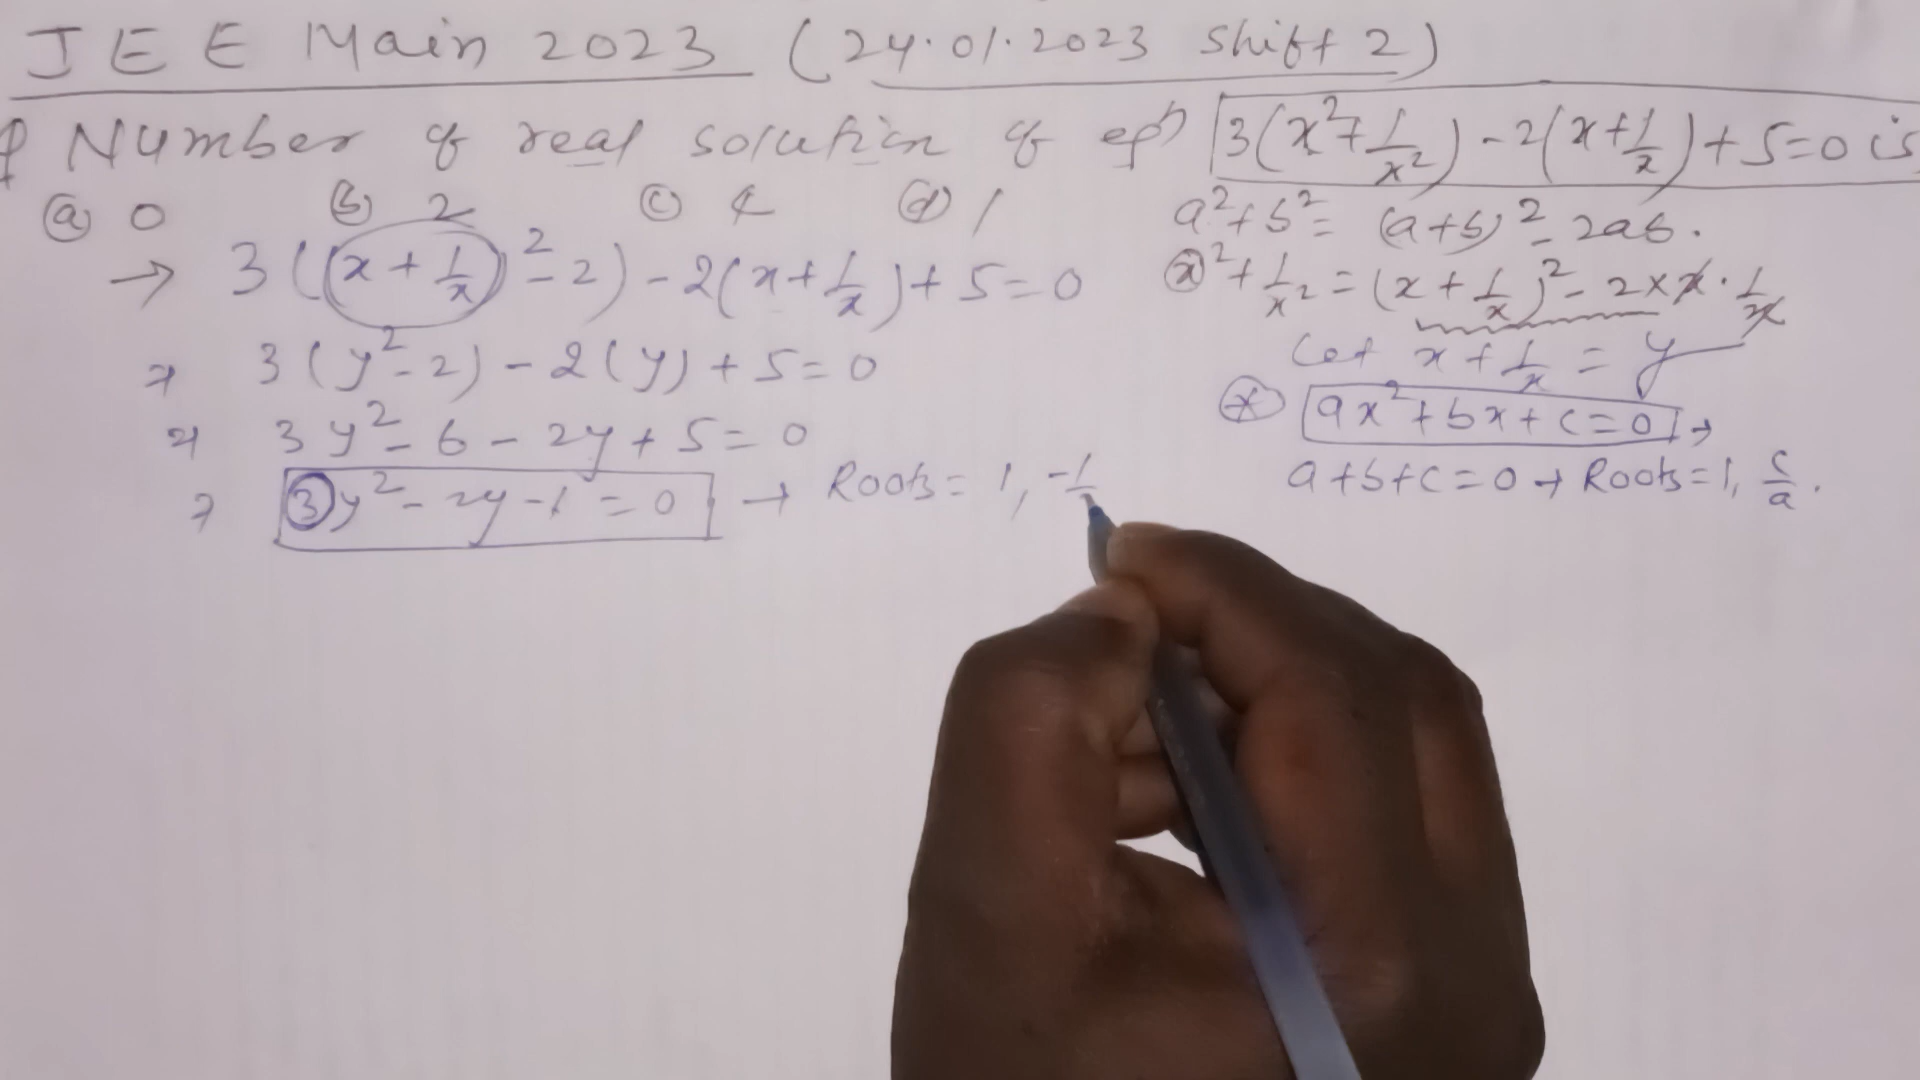 JEE Main 2023 (24.01.2023 Shift 2)
Number of real solution of eqn 3(x²+1/x²)-2(x+1/x)+5=0 is
(a) 0 (b) 2 (c) 4 (d) 1
a²+b²= (a+b)²-2ab.
→ 3((x+1/x)²-2)-2(x+1/x)+5=0
x²+1/x²=(x+1/x)²-2×x·1/x
⇒ 3(y²-2)-2(y)+5=0
Let x+1/x=y
⇒ 3y²-6-2y+5=0
ax²+bx+c=0 →
⇒ 3y²-2y-1=0 → Roots=1, -1/
a+b+c=0→Roots=1, c/a.